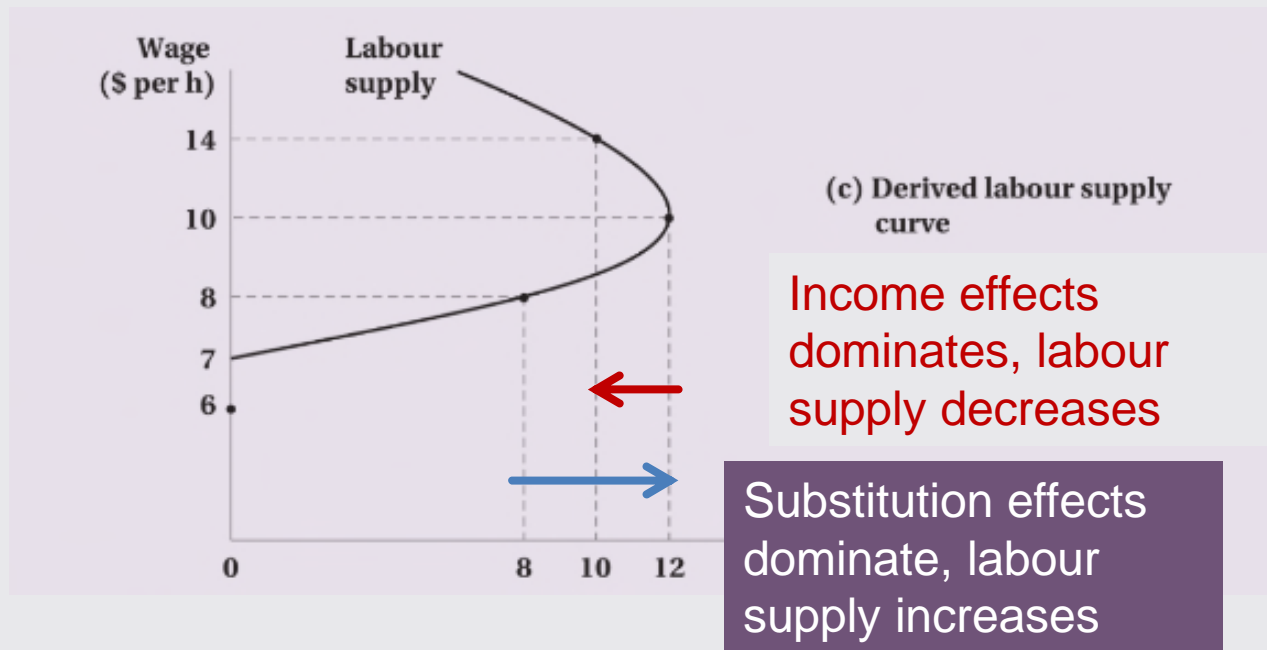 Wage
($ per h)
Labour
supply
14
10
8
7
6
0
8
10
12
(c) Derived labour supply
curve
Income effects
dominates, labour
supply decreases
Substitution effects
dominate, labour
supply increases